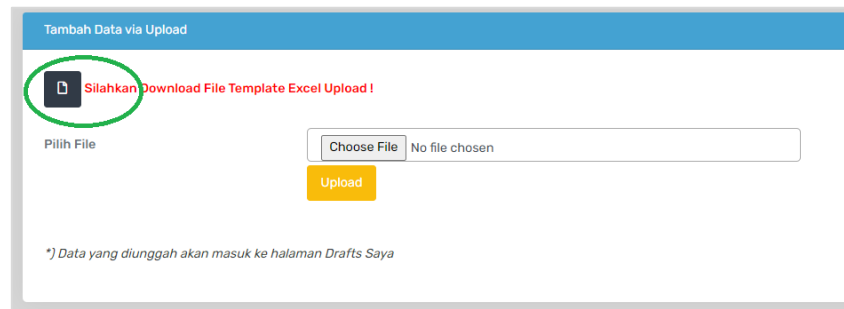 Tambah Data via Upload
Silahkan Download File Template Excel Upload !
Pilih File
Choose File No file chosen
Upload
*) Data yang diunggah akan masuk ke halaman Drafts Saya